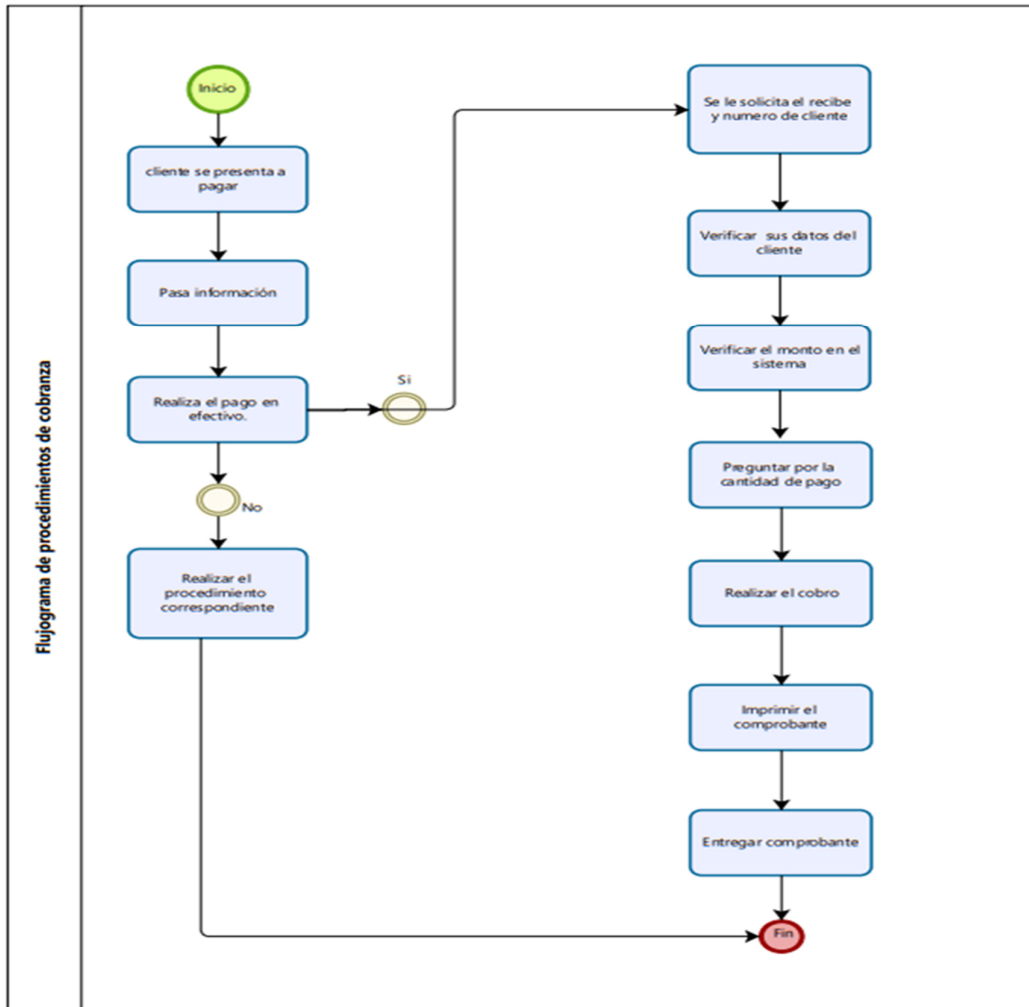 Flujograma de procedimientos de cobranza
Inicio
cliente se presenta a
pagar
Pasa información
Realiza el pago en
efectivo.
Si
No
Realizar el
procedimiento
correspondiente
Se le solicita el recibe
y numero de cliente
Verificar sus datos del
cliente
Verificar el monto en el
sistema
Preguntar por la
cantidad de pago
Realizar el cobro
Imprimir el
comprobante
Entregar comprobante
Fin